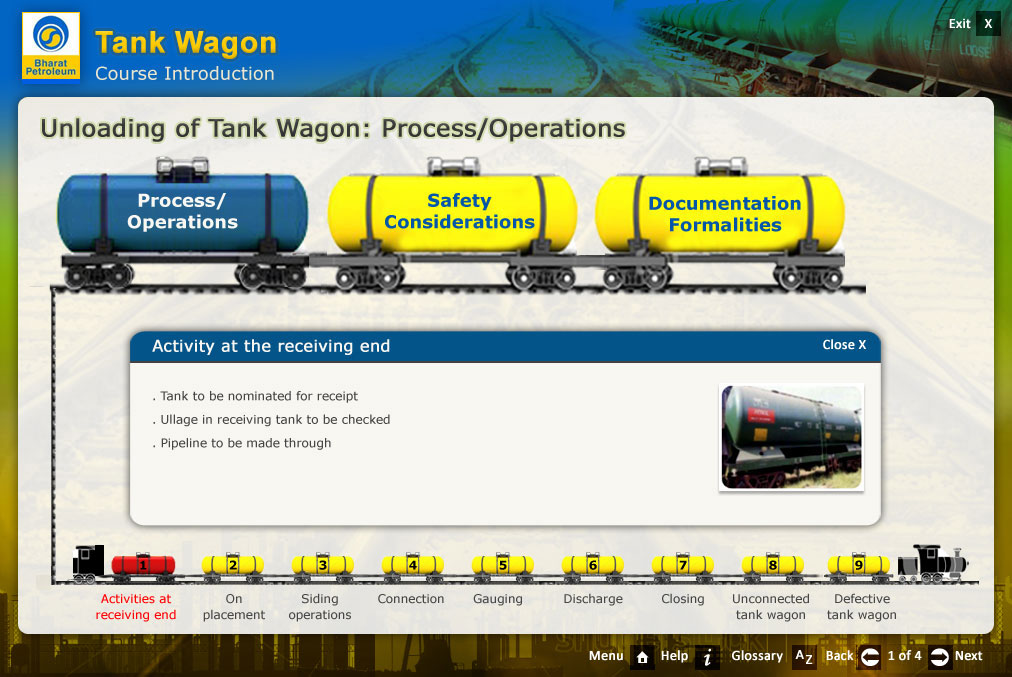 Exit X
Bharat
Petroleum
Tank Wagon
Course Introduction
Unloading of Tank Wagon: Process/Operations
Process/
Operations
Safety
Considerations
Documentation
Formalities
Activity at the receiving end
Close X
. Tank to be nominated for receipt
. Ullage in receiving tank to be checked
. Pipeline to be made through
1 2 3 4 5 6 7 8 9
Activities at
receiving end
On
placement
Siding
operations
Connection
Gauging
Discharge
Closing
Unconnected
tank wagon
Defective
tank wagon
Menu Help i Glossary AZ Back 1 of 4 Next